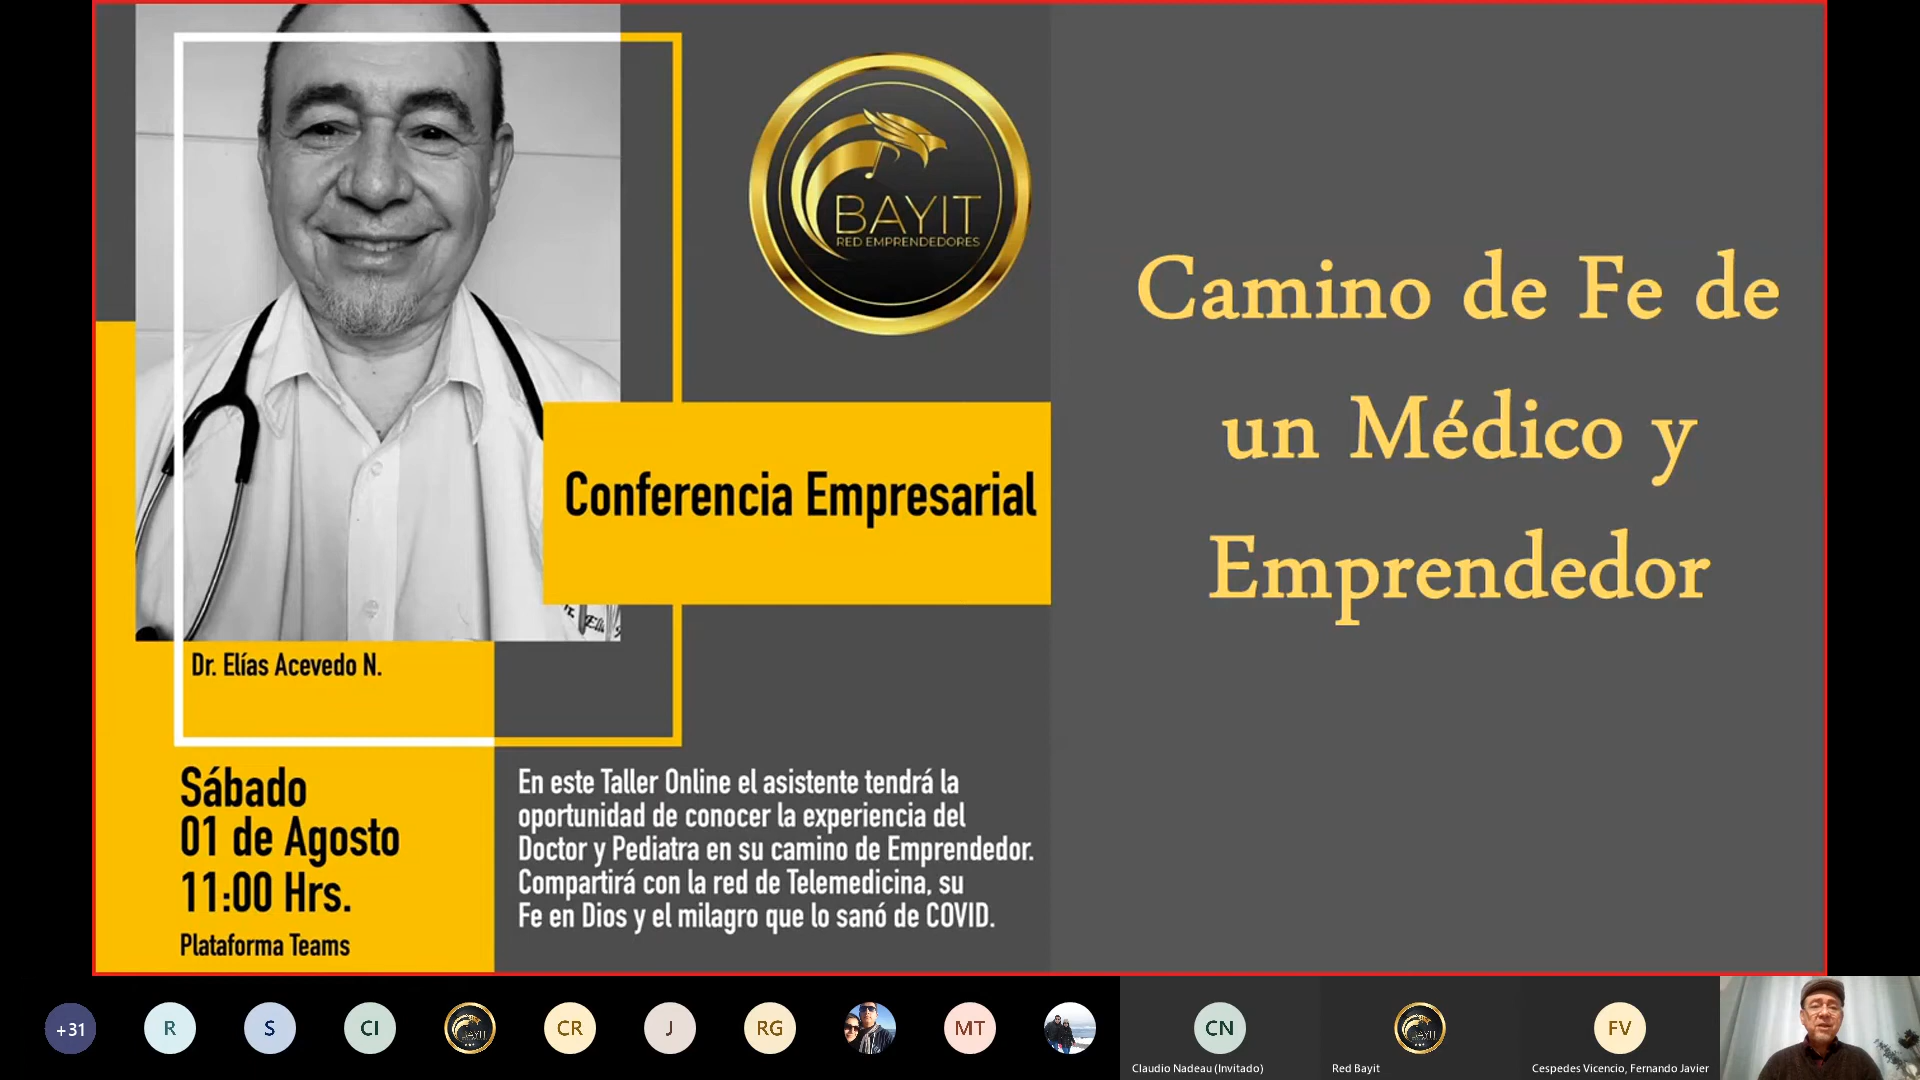 BAYIT
RED EMPRENDEDORES
Conferencia Empresarial
Dr. Elías Acevedo N.
Sábado
01 de Agosto
11:00 Hrs.
Plataforma Teams
En este Taller Online el asistente tendrá la
oportunidad de conocer la experiencia del
Doctor y Pediatra en su camino de Emprendedor.
Compartirá con la red de Telemedicina, su
Fe en Dios y el milagro que lo sanó de COVID.
Camino de Fe de
un Médico y
Emprendedor
+31
R
S
CI
BAYIT
CR
J
RG
MT
CN
Claudio Nadeau (Invitado)
BAYIT
Red Bayit
FV
Cespedes Vicencio, Fernando Javier